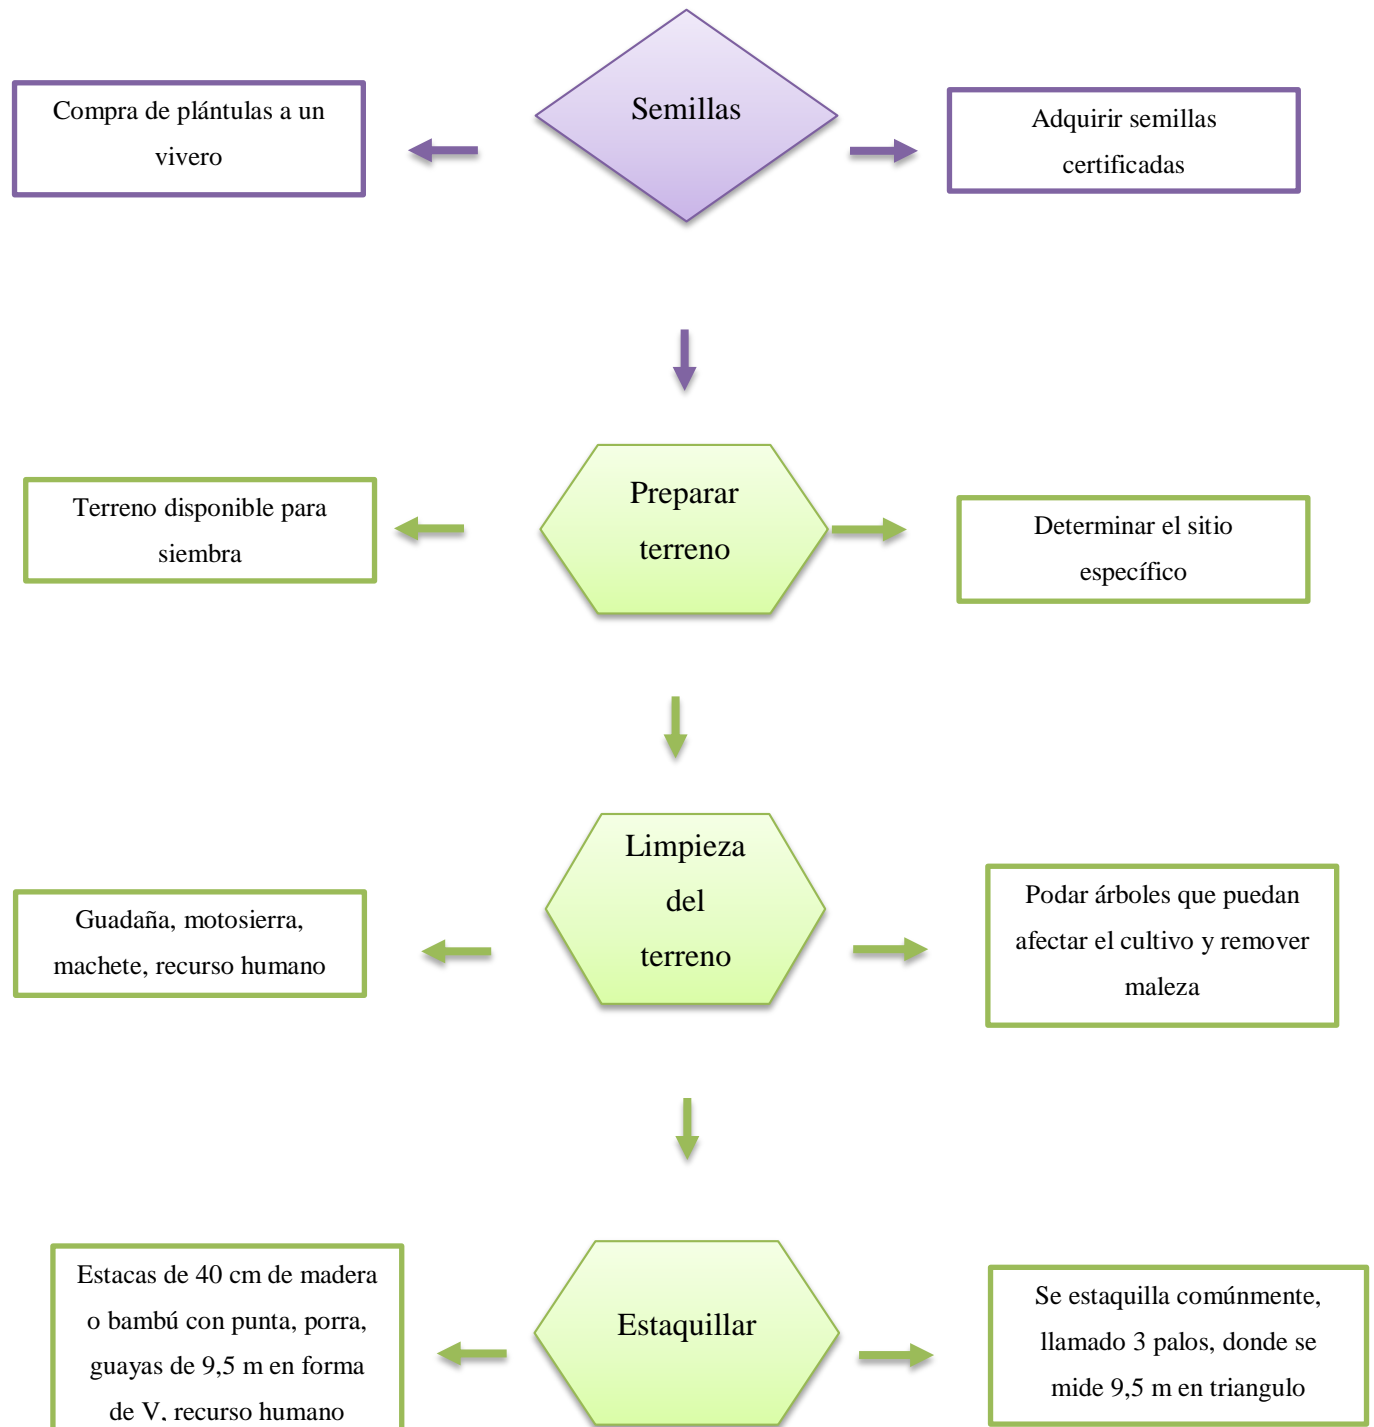 Compra de plántulas a un
vivero
Semillas
Adquirir semillas
certificadas
Terreno disponible para
siembra
Preparar
terreno
Determinar el sitio
específico
Guadaña, motosierra,
machete, recurso humano
Limpieza
del
terreno
Podar árboles que puedan
afectar el cultivo y remover
maleza
Estacas de 40 cm de madera
o bambú con punta, porra,
guayas de 9,5 m en forma
de V, recurso humano
Estaquillar
Se estaquilla comúnmente,
llamado 3 palos, donde se
mide 9,5 m en triangulo